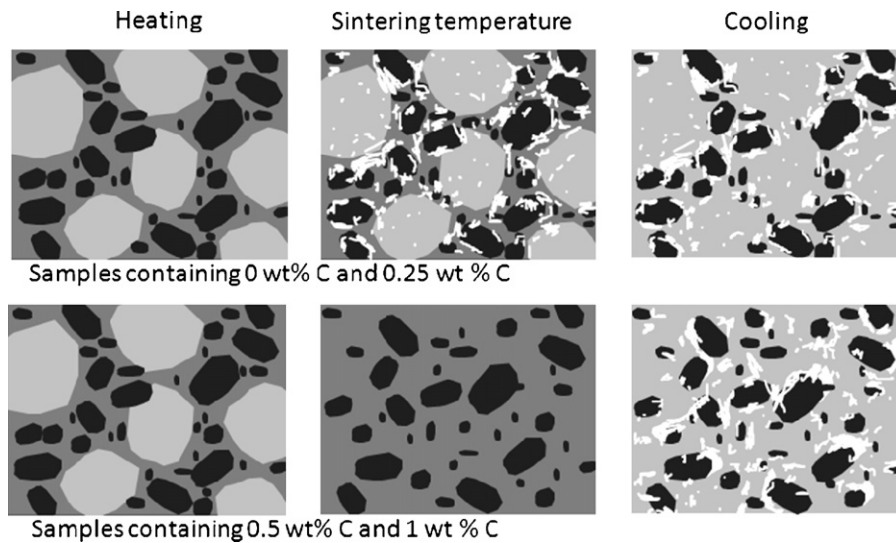 Heating Sintering temperature Cooling
Samples containing 0 wt% C and 0.25 wt % C
Samples containing 0.5 wt% C and 1 wt % C